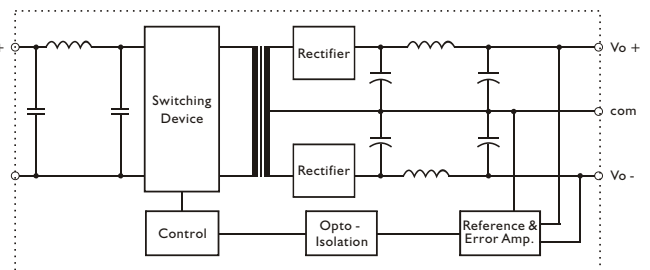 +
Rectifier
Vo +
Switching
Device
com
Rectifier
Vo -
Control
Opto -
Isolation
Reference &
Error Amp.